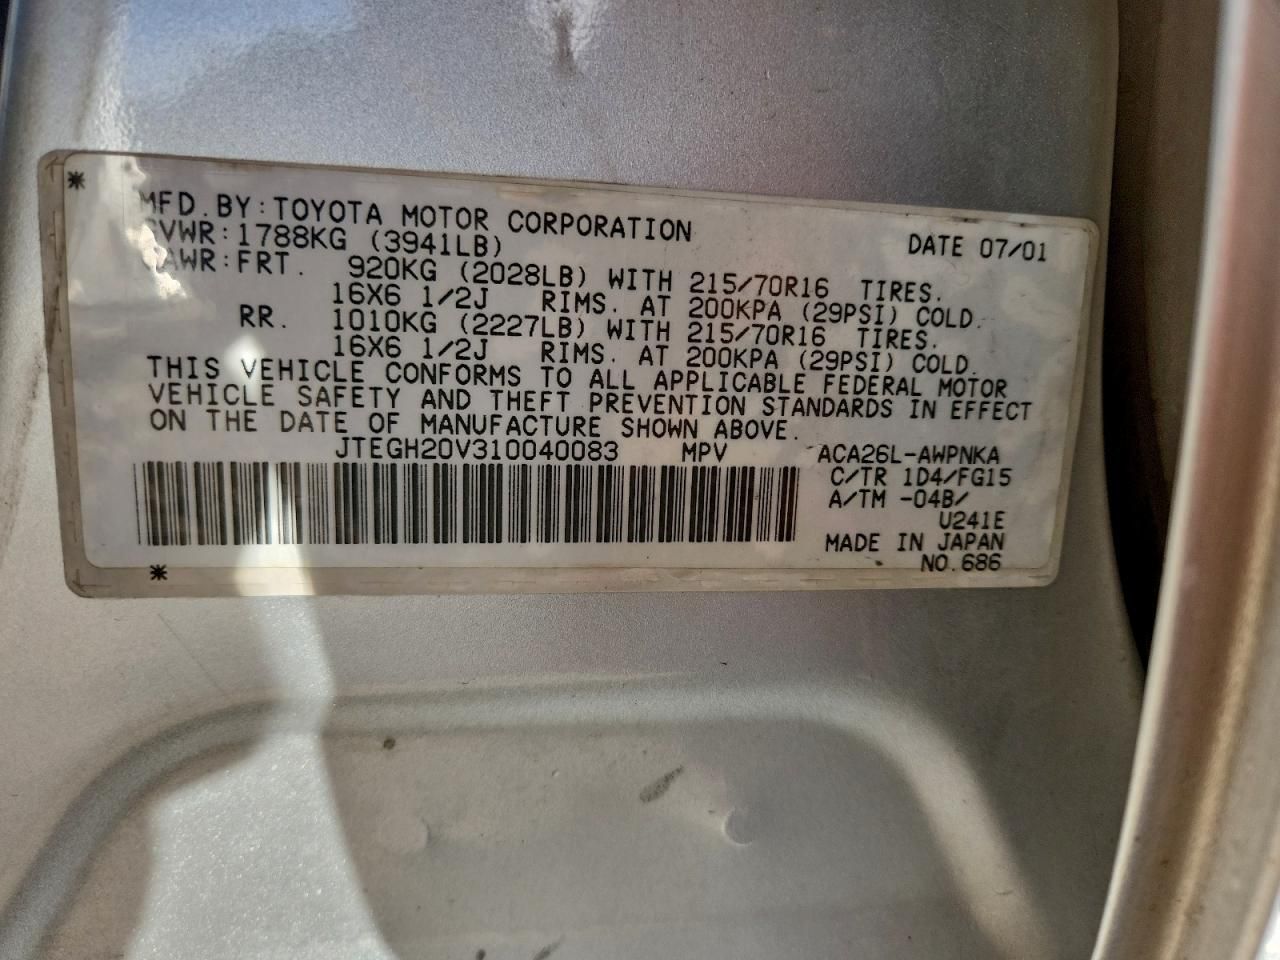 *
MFD. BY: TOYOTA MOTOR CORPORATION
DATE 07/01
GVWR: 1788KG (3941LB)
GAWR: FRT. 920KG (2028LB) WITH 215/70R16 TIRES.
16X6 1/2J RIMS. AT 200KPA (29PSI) COLD.
RR. 1010KG (2227LB) WITH 215/70R16 TIRES.
16X6 1/2J RIMS. AT 200KPA (29PSI) COLD.
THIS VEHICLE CONFORMS TO ALL APPLICABLE FEDERAL MOTOR
VEHICLE SAFETY AND THEFT PREVENTION STANDARDS IN EFFECT
ON THE DATE OF MANUFACTURE SHOWN ABOVE.
JTEGH20V310040083 MPV ACA26L-AWPNKA
C/TR 1D4/FG15
A/TM -04B/
U241E
MADE IN JAPAN
NO.686
*